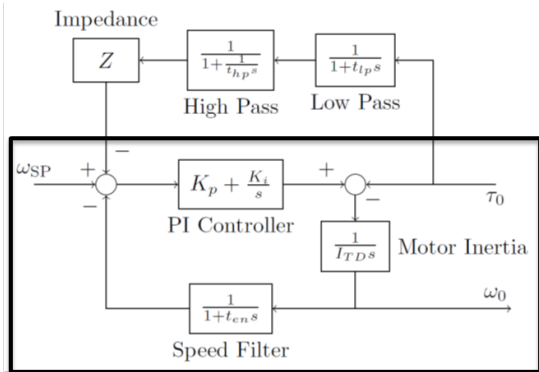 Impedance
Z
1 / (1 + 1/(t_hp s))
1 / (1 + t_lp s)
High Pass
Low Pass
−
ω_SP
+
−
K_p + K_i/s
PI Controller
+
−
τ_0
1 / (I_TD s)
Motor Inertia
1 / (1 + t_en s)
Speed Filter
ω_0